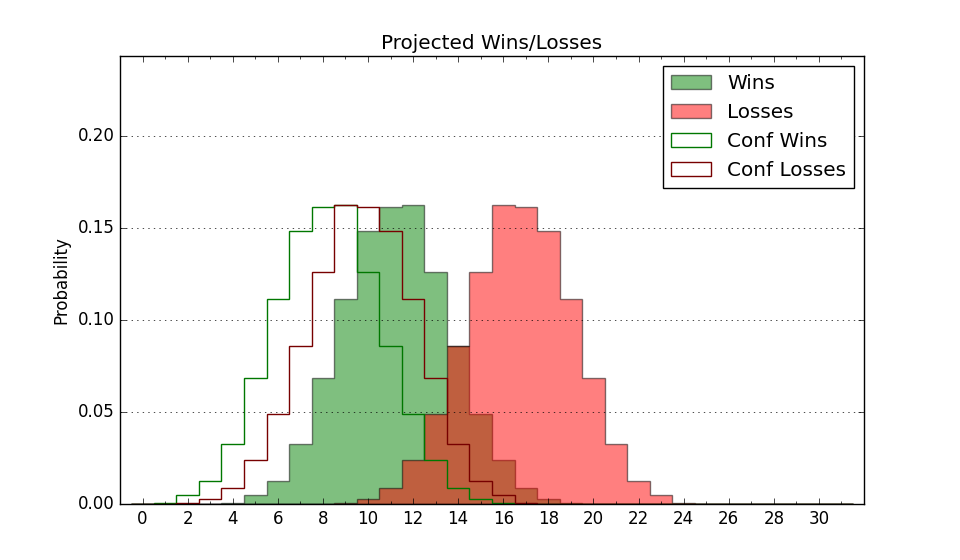 Projected Wins/Losses
Wins
Losses
Conf Wins
Conf Losses
Probability
0.20
0.15
0.10
0.05
0.00
0 2 4 6 8 10 12 14 16 18 20 22 24 26 28 30